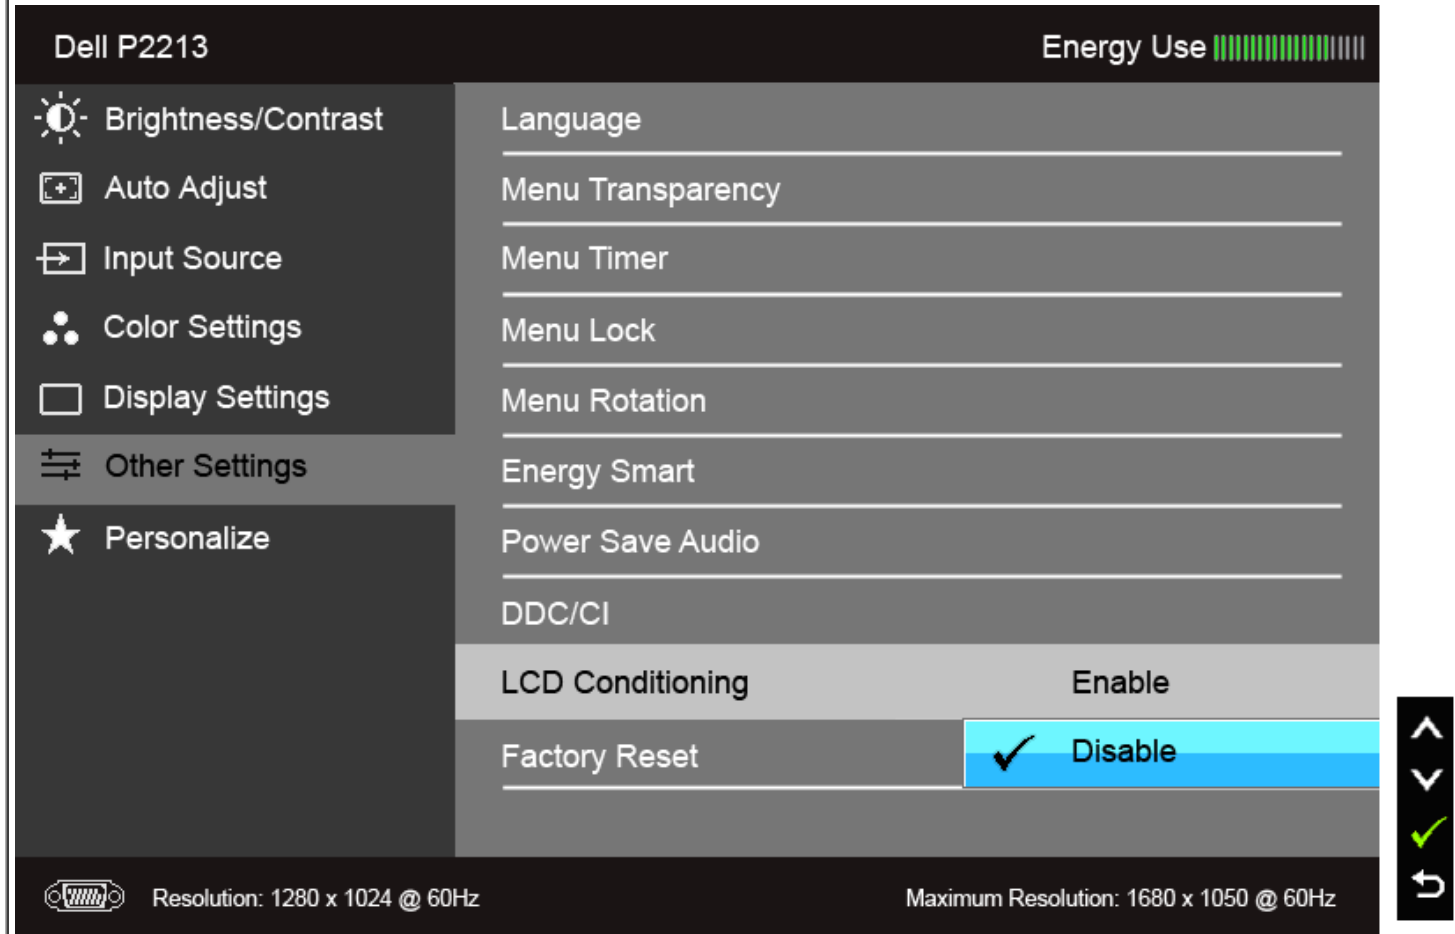 Dell P2213
Energy Use
Brightness/Contrast
Auto Adjust
Input Source
Color Settings
Display Settings
Other Settings
Personalize
Language
Menu Transparency
Menu Timer
Menu Lock
Menu Rotation
Energy Smart
Power Save Audio
DDC/CI
LCD Conditioning
Enable
Factory Reset
Disable
Resolution: 1280 x 1024 @ 60Hz
Maximum Resolution: 1680 x 1050 @ 60Hz